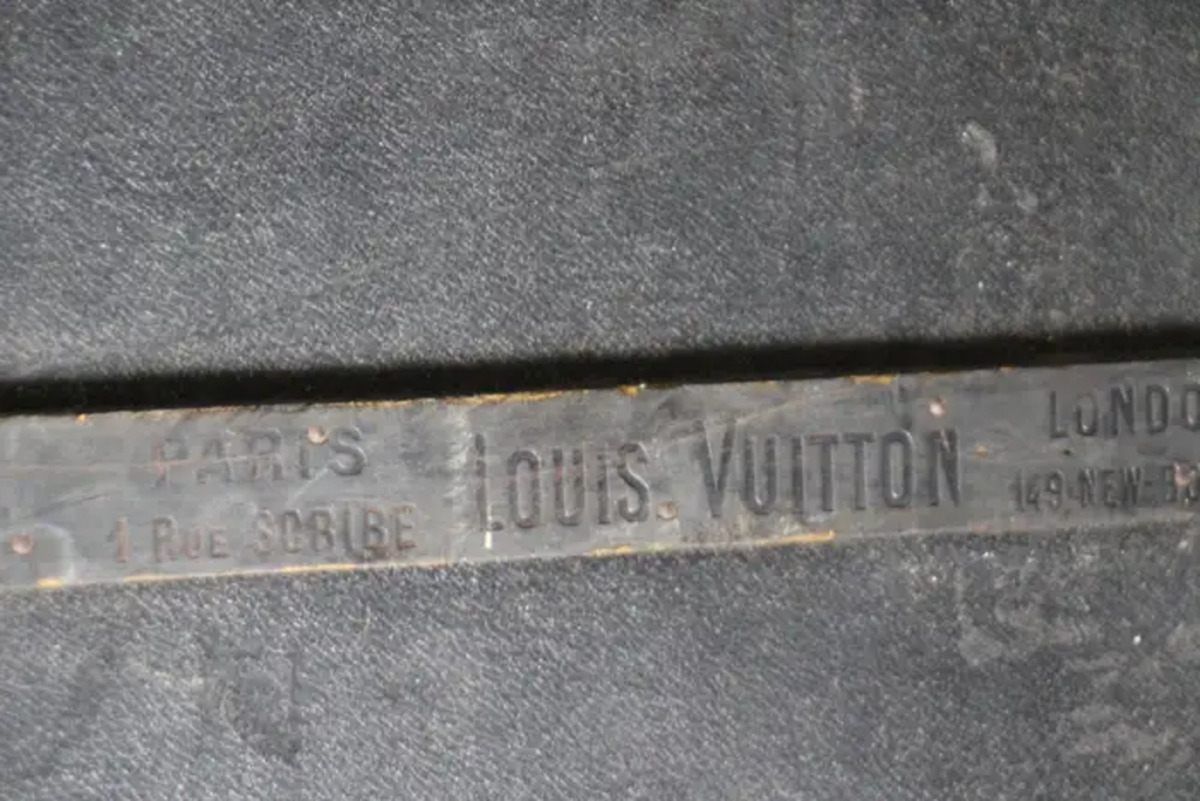 PARIS
1 RUE SCRIBE
LOUIS VUITTON
LONDO
149 NEW-B